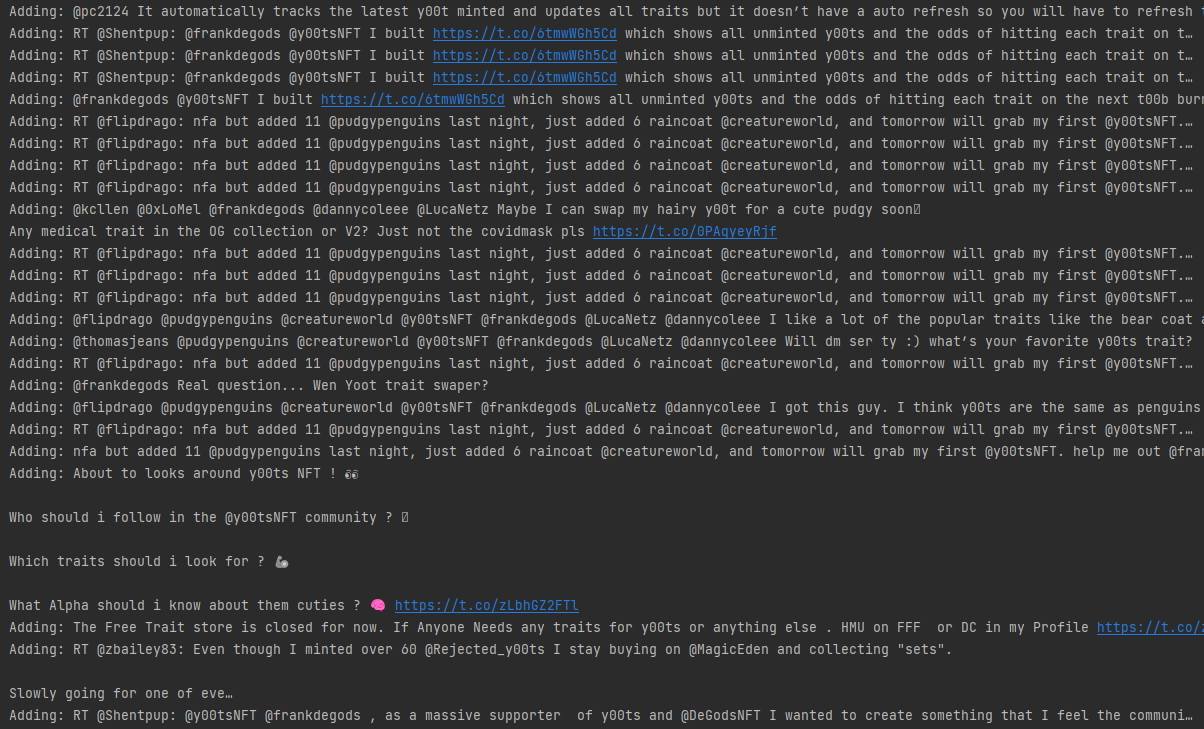 Adding: @pc2124 It automatically tracks the latest y00t minted and updates all traits but it doesn’t have a auto refresh so you will have to refresh t
Adding: RT @Shentpup: @frankdegods @y00tsNFT I built https://t.co/6tmwWGh5Cd which shows all unminted y00ts and the odds of hitting each trait on t…
Adding: RT @Shentpup: @frankdegods @y00tsNFT I built https://t.co/6tmwWGh5Cd which shows all unminted y00ts and the odds of hitting each trait on t…
Adding: RT @Shentpup: @frankdegods @y00tsNFT I built https://t.co/6tmwWGh5Cd which shows all unminted y00ts and the odds of hitting each trait on t…
Adding: @frankdegods @y00tsNFT I built https://t.co/6tmwWGh5Cd which shows all unminted y00ts and the odds of hitting each trait on the next t00b burn
Adding: RT @flipdrago: nfa but added 11 @pudgypenguins last night, just added 6 raincoat @creatureworld, and tomorrow will grab my first @y00tsNFT.…
Adding: RT @flipdrago: nfa but added 11 @pudgypenguins last night, just added 6 raincoat @creatureworld, and tomorrow will grab my first @y00tsNFT.…
Adding: RT @flipdrago: nfa but added 11 @pudgypenguins last night, just added 6 raincoat @creatureworld, and tomorrow will grab my first @y00tsNFT.…
Adding: RT @flipdrago: nfa but added 11 @pudgypenguins last night, just added 6 raincoat @creatureworld, and tomorrow will grab my first @y00tsNFT.…
Adding: @kcllen @0xLoMel @frankdegods @dannycoleee @LucaNetz Maybe I can swap my hairy y00t for a cute pudgy soon
Any medical trait in the OG collection or V2? Just not the covidmask pls https://t.co/0PAqyeyRjf
Adding: RT @flipdrago: nfa but added 11 @pudgypenguins last night, just added 6 raincoat @creatureworld, and tomorrow will grab my first @y00tsNFT.…
Adding: RT @flipdrago: nfa but added 11 @pudgypenguins last night, just added 6 raincoat @creatureworld, and tomorrow will grab my first @y00tsNFT.…
Adding: RT @flipdrago: nfa but added 11 @pudgypenguins last night, just added 6 raincoat @creatureworld, and tomorrow will grab my first @y00tsNFT.…
Adding: @flipdrago @pudgypenguins @creatureworld @y00tsNFT @frankdegods @LucaNetz @dannycoleee I like a lot of the popular traits like the bear coat a
Adding: @thomasjeans @pudgypenguins @creatureworld @y00tsNFT @frankdegods @LucaNetz @dannycoleee Will dm ser ty :) what’s your favorite y00ts trait?
Adding: RT @flipdrago: nfa but added 11 @pudgypenguins last night, just added 6 raincoat @creatureworld, and tomorrow will grab my first @y00tsNFT.…
Adding: @frankdegods Real question... Wen Yoot trait swaper?
Adding: @flipdrago @pudgypenguins @creatureworld @y00tsNFT @frankdegods @LucaNetz @dannycoleee I got this guy. I think y00ts are the same as penguins
Adding: RT @flipdrago: nfa but added 11 @pudgypenguins last night, just added 6 raincoat @creatureworld, and tomorrow will grab my first @y00tsNFT.…
Adding: nfa but added 11 @pudgypenguins last night, just added 6 raincoat @creatureworld, and tomorrow will grab my first @y00tsNFT. help me out @fran
Adding: About to looks around y00ts NFT ! 👀
Who should i follow in the @y00tsNFT community ?
Which traits should i look for ? 🦾
What Alpha should i know about them cuties ? 🧠 https://t.co/zLbhGZ2FTl
Adding: The Free Trait store is closed for now. If Anyone Needs any traits for y00ts or anything else . HMU on FFF  or DC in my Profile https://t.co/z
Adding: RT @zbailey83: Even though I minted over 60 @Rejected_y00ts I stay buying on @MagicEden and collecting "sets".
Slowly going for one of eve…
Adding: RT @Shentpup: @y00tsNFT @frankdegods , as a massive supporter  of y00ts and @DeGodsNFT I wanted to create something that I feel the communi…